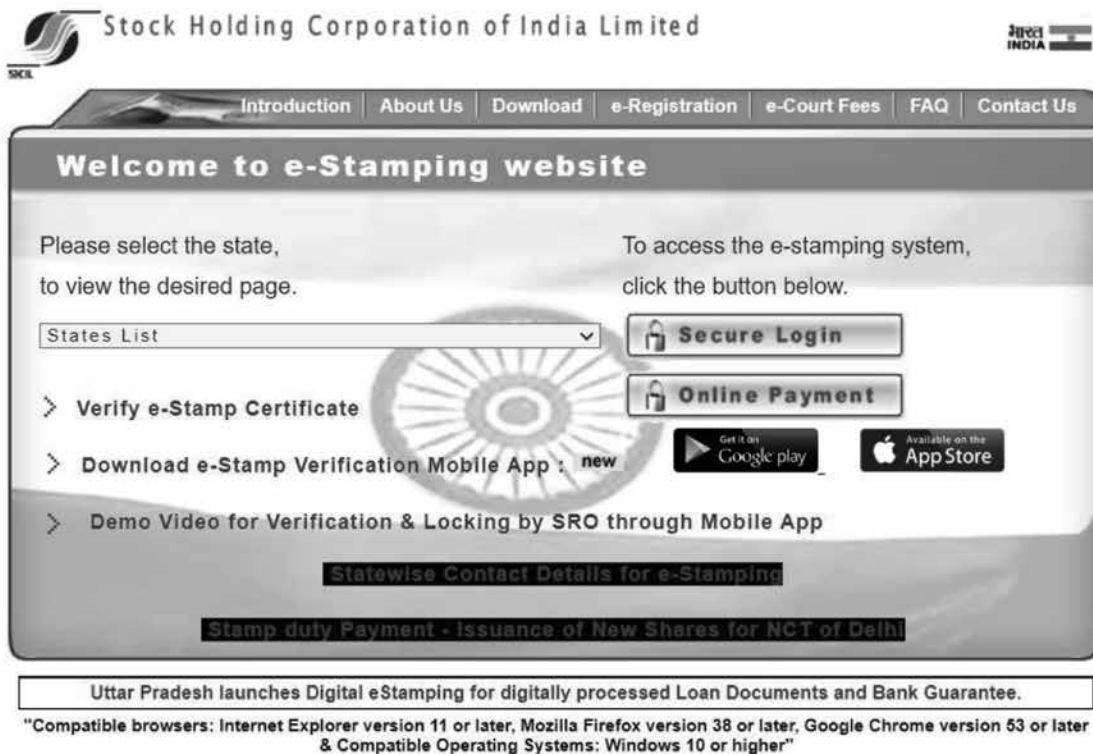 Stock Holding Corporation of India Limited
SHCIL
भारत
INDIA
Introduction About Us Download e-Registration e-Court Fees FAQ Contact Us
Welcome to e-Stamping website
Please select the state,
to view the desired page.
States List
Verify e-Stamp Certificate
Download e-Stamp Verification Mobile App : new
Demo Video for Verification & Locking by SRO through Mobile App
To access the e-stamping system,
click the button below.
Secure Login
Online Payment
Get it on
Google play
Available on the
App Store
Statewise Contact Details for e-Stamping
Stamp duty Payment - Issuance of New Shares for NCT of Delhi
Uttar Pradesh launches Digital eStamping for digitally processed Loan Documents and Bank Guarantee.
"Compatible browsers: Internet Explorer version 11 or later, Mozilla Firefox version 38 or later, Google Chrome version 53 or later
& Compatible Operating Systems: Windows 10 or higher"